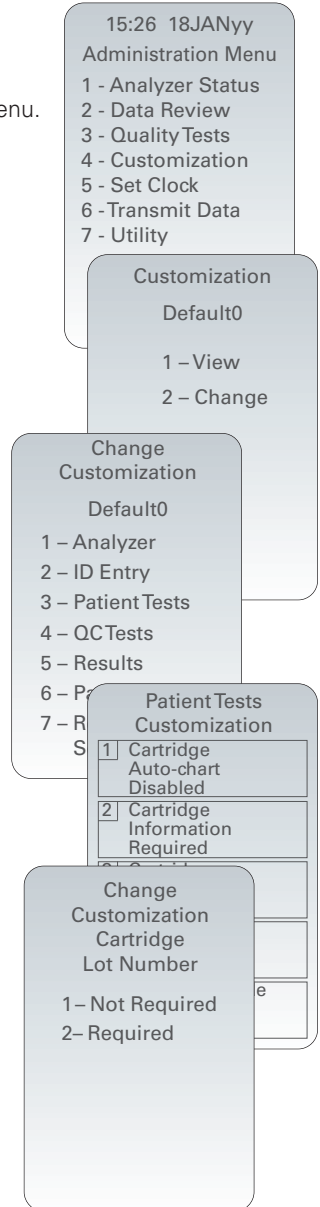 enu.
15:26 18JANyy
Administration Menu
1 - Analyzer Status
2 - Data Review
3 - Quality Tests
4 - Customization
5 - Set Clock
6 - Transmit Data
7 - Utility
Customization
Default0
1 – View
2 – Change
Change
Customization
Default0
1 – Analyzer
2 – ID Entry
3 – Patient Tests
4 – QC Tests
5 – Results
6 – Pa
7 – R
S
Patient Tests
Customization
1 Cartridge
Auto-chart
Disabled
2 Cartridge
Information
Required
e
Change
Customization
Cartridge
Lot Number
1 – Not Required
2 – Required